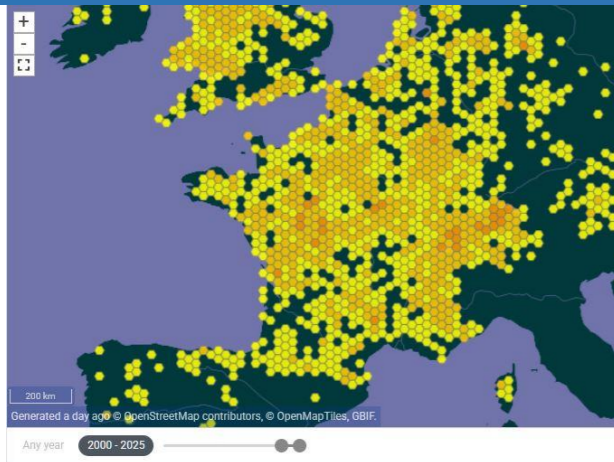 +
-
200 km
Generated a day ago © OpenStreetMap contributors, © OpenMapTiles, GBIF.
Any year 2000 - 2025